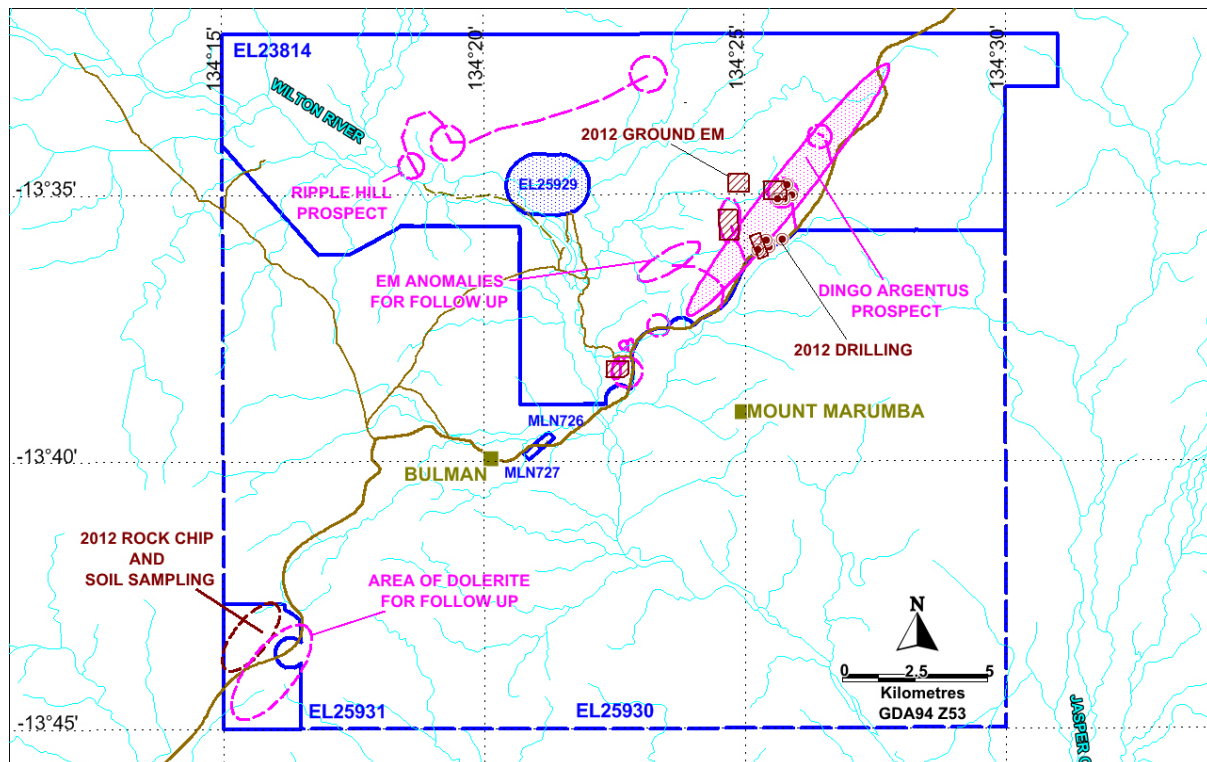 134°15'
134°20'
134°25'
134°30'
EL23814
WILTON RIVER
2012 GROUND EM
-13°35'
EL25929
RIPPLE HILL
PROSPECT
EM ANOMALIES
FOR FOLLOW UP
DINGO ARGENTUS
PROSPECT
2012 DRILLING
MOUNT MARUMBA
MLN726
-13°40'
BULMAN
MLN727
2012 ROCK CHIP
AND
SOIL SAMPLING
AREA OF DOLERITE
FOR FOLLOW UP
N
0 2.5 5
Kilometres
GDA94 Z53
EL25931
EL25930
-13°45'
JASPER